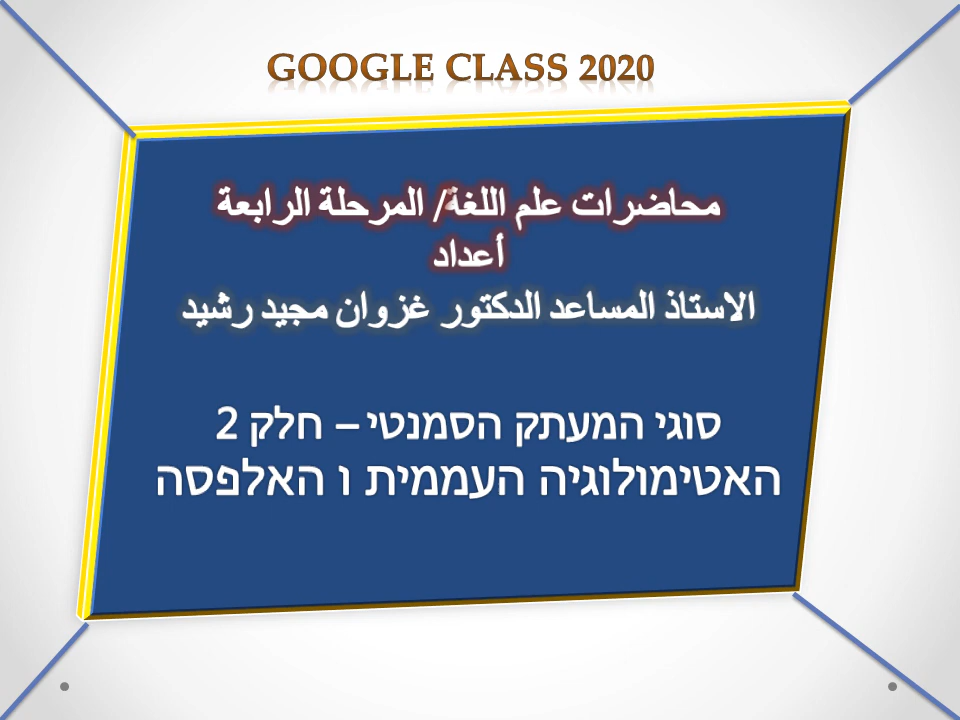 GOOGLE CLASS 2020
محاضرات علم اللغة/ المرحلة الرابعة
أعداد
الاستاذ المساعد الدكتور غزوان مجيد رشيد
סוגי המעתק הסמנטי – חלק 2
האטימולוגיה העממית ו האלפסה